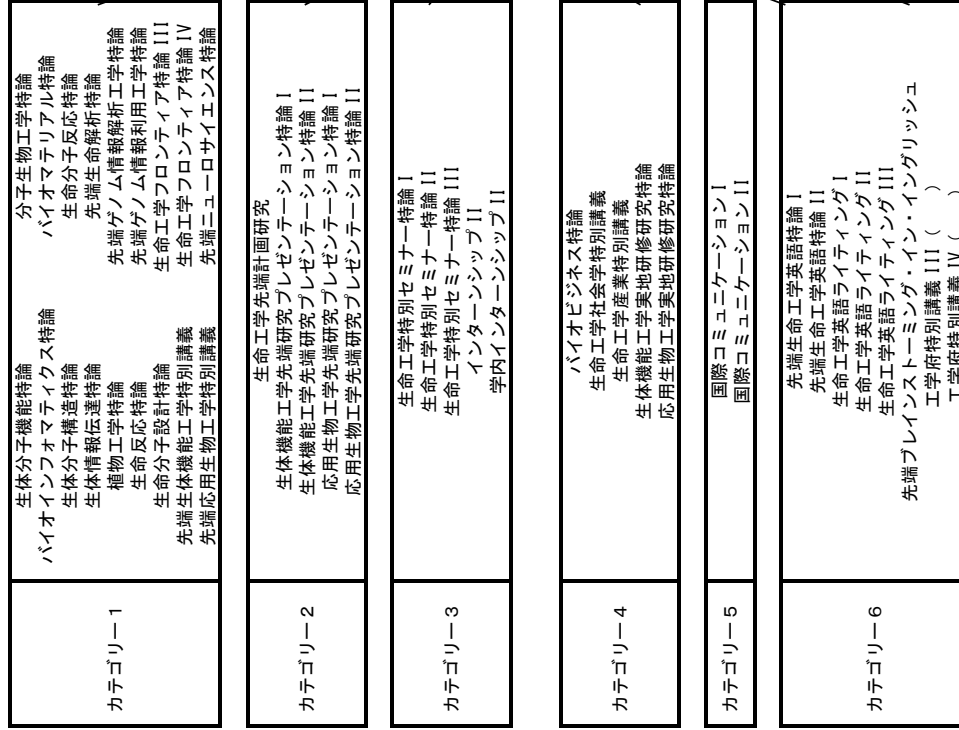 カテゴリー1
生体分子機能特論
分子生物工学特論
バイオインフォマティクス特論
バイオマテリアル特論
生体分子構造特論
生命分子反応特論
生体情報伝達特論
先端生命解析特論
植物工学特論
先端ゲノム情報解析工学特論
生命反応特論
先端ゲノム情報利用工学特論
生命分子設計特論
生命工学フロンティア特論 III
先端生体機能工学特別講義
生命工学フロンティア特論 IV
先端応用生物工学特別講義
先端ニューロサイエンス特論
カテゴリー2
生命工学先端計画研究
生体機能工学先端研究プレゼンテーション特論 I
生体機能工学先端研究プレゼンテーション特論 II
応用生物工学先端研究プレゼンテーション特論 I
応用生物工学先端研究プレゼンテーション特論 II
カテゴリー3
生命工学特別セミナー特論 I
生命工学特別セミナー特論 II
生命工学特別セミナー特論 III
インターンシップ II
学内インターンシップ II
カテゴリー4
バイオビジネス特論
生命工学社会学特別講義
生命工学産業特別講義
生体機能工学実地研修研究特論
応用生物工学実地研修研究特論
カテゴリー5
国際コミュニケーション I
国際コミュニケーション II
カテゴリー6
先端生命工学英語特論 I
先端生命工学英語特論 II
生命工学英語ライティング I
生命工学英語ライティング II
生命工学英語ライティング III
先端ブレインストーミング・イン・イングリッシュ
工学府特別講義 III ( )
工学府特別講義 IV ( )